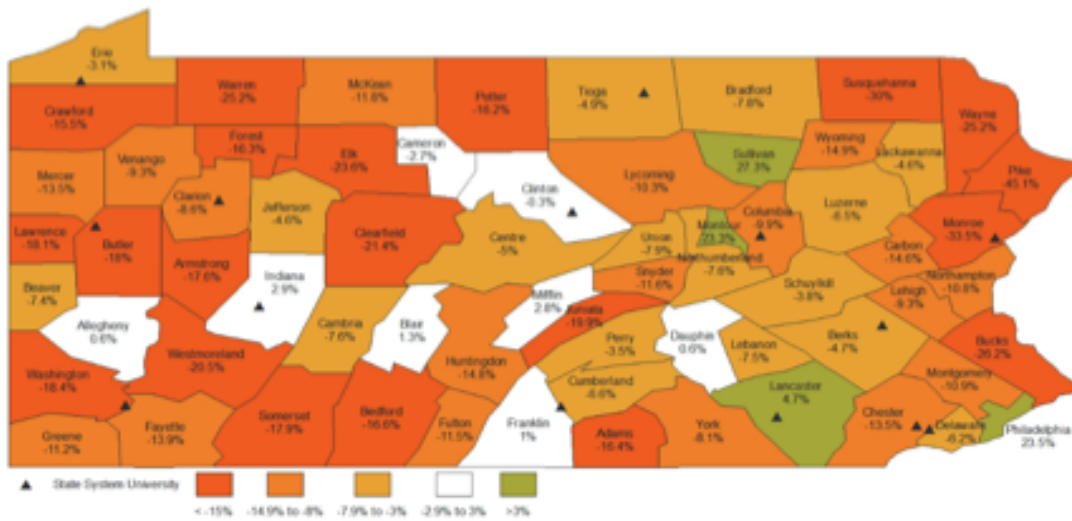 Erie
-3.1%
Crawford
-15.5%
Warren
-25.2%
McKean
-11.8%
Potter
-16.2%
Tioga
-4.9%
Bradford
-7.8%
Susquehanna
-30%
Wayne
-25.2%
Forest
-16.3%
Elk
-23.6%
Cameron
-2.7%
Sullivan
27.3%
Wyoming
-14.9%
Lackawanna
-4.6%
Pike
-45.1%
Mercer
-13.5%
Venango
-9.3%
Clarion
-8.6%
Jefferson
-4.6%
Clinton
-0.3%
Lycoming
-10.3%
Luzerne
-6.5%
Monroe
-33.5%
Lawrence
-18.1%
Butler
-18%
Armstrong
-17.6%
Clearfield
-21.4%
Centre
-5%
Union
-7.9%
Montour
23.3%
Columbia
-9.9%
Northumberland
-7.6%
Snyder
-11.6%
Carbon
-14.6%
Northampton
-10.8%
Lehigh
-9.3%
Schuylkill
-3.8%
Beaver
-7.4%
Allegheny
0.6%
Indiana
2.9%
Cambria
-7.6%
Blair
1.3%
Mifflin
2.8%
Juniata
-19.9%
Perry
-3.5%
Dauphin
0.6%
Lebanon
-7.5%
Berks
-4.7%
Bucks
-26.2%
Montgomery
-10.9%
Washington
-18.4%
Westmoreland
-20.5%
Huntingdon
-14.8%
Cumberland
-6.6%
Lancaster
4.7%
Chester
-13.5%
Delaware
-6.2%
Philadelphia
23.5%
Greene
-11.2%
Fayette
-13.9%
Somerset
-17.9%
Bedford
-16.6%
Fulton
-11.5%
Franklin
1%
Adams
-16.4%
York
-8.1%
State System University
< -15%
-14.9% to -8%
-7.9% to -3%
-2.9% to 3%
>3%